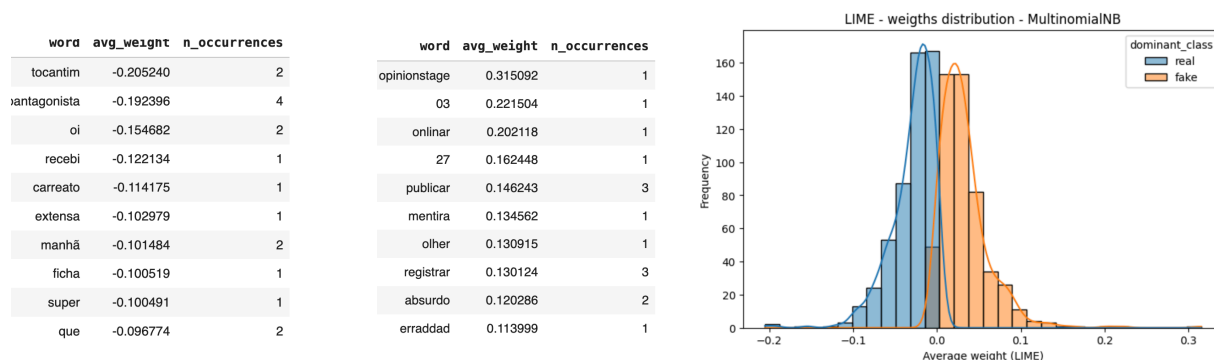 word avg_weight n_occurrences
tocantim -0.205240 2
oantagonista -0.192396 4
oi -0.154682 2
recebi -0.122134 1
carreato -0.114175 1
extensa -0.102979 1
manhã -0.101484 2
ficha -0.100519 1
super -0.100491 1
que -0.096774 2
word avg_weight n_occurrences
opinionstage 0.315092 1
03 0.221504 1
onlinar 0.202118 1
27 0.162448 1
publicar 0.146243 3
mentira 0.134562 1
olher 0.130915 1
registrar 0.130124 3
absurdo 0.120286 2
erraddad 0.113999 1
LIME - weigths distribution - MultinomialNB
dominant_class
real
fake
Frequency
160
140
120
100
80
60
40
20
0
−0.2 −0.1 0.0 0.1 0.2 0.3
Average weight (LIME)